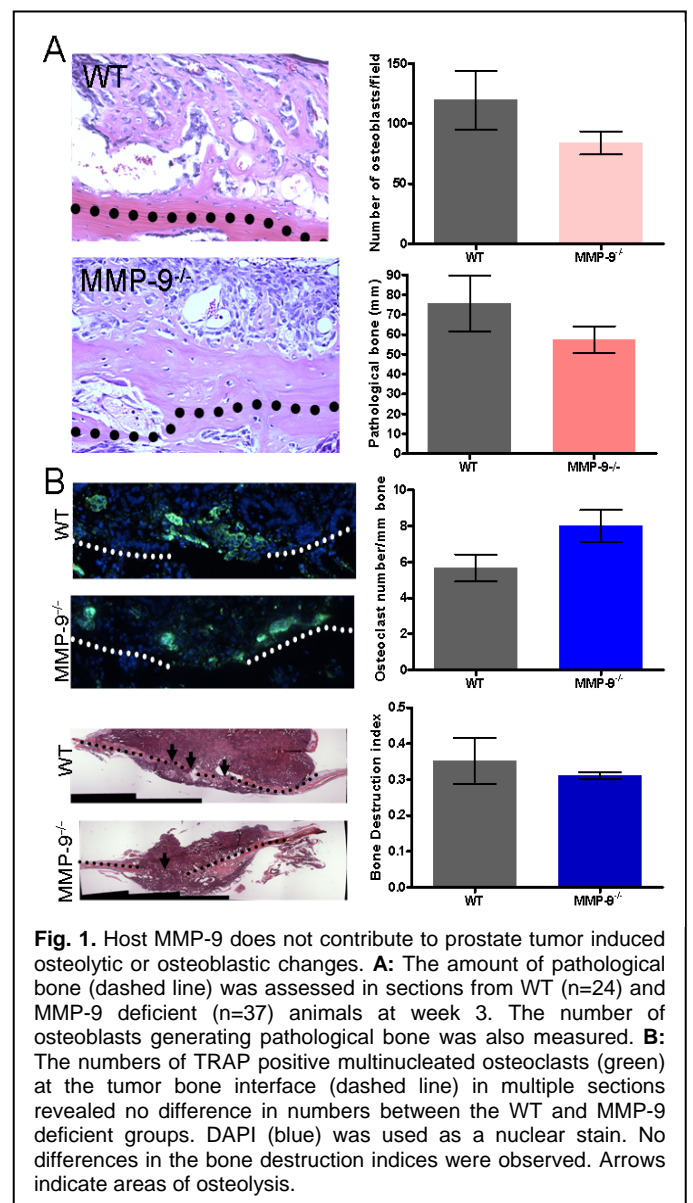 A
WT
MMP-9-/-
Number of osteoblasts/field
150
100
50
0
WT
MMP-9-/-
Pathological bone (mm)
90
80
70
60
50
40
30
20
10
0
WT
MMP-9-/-
B
WT
MMP-9-/-
Osteoclast number/mm bone
10
8
6
4
2
0
WT
MMP-9-/-
WT
MMP-9-/-
Bone Destruction index
0.5
0.4
0.3
0.2
0.1
0.0
WT
MMP-9-/-
Fig. 1. Host MMP-9 does not contribute to prostate tumor induced
osteolytic or osteoblastic changes. A: The amount of pathological
bone (dashed line) was assessed in sections from WT (n=24) and
MMP-9 deficient (n=37) animals at week 3. The number of
osteoblasts generating pathological bone was also measured. B:
The numbers of TRAP positive multinucleated osteoclasts (green)
at the tumor bone interface (dashed line) in multiple sections
revealed no difference in numbers between the WT and MMP-9
deficient groups. DAPI (blue) was used as a nuclear stain. No
differences in the bone destruction indices were observed. Arrows
indicate areas of osteolysis.